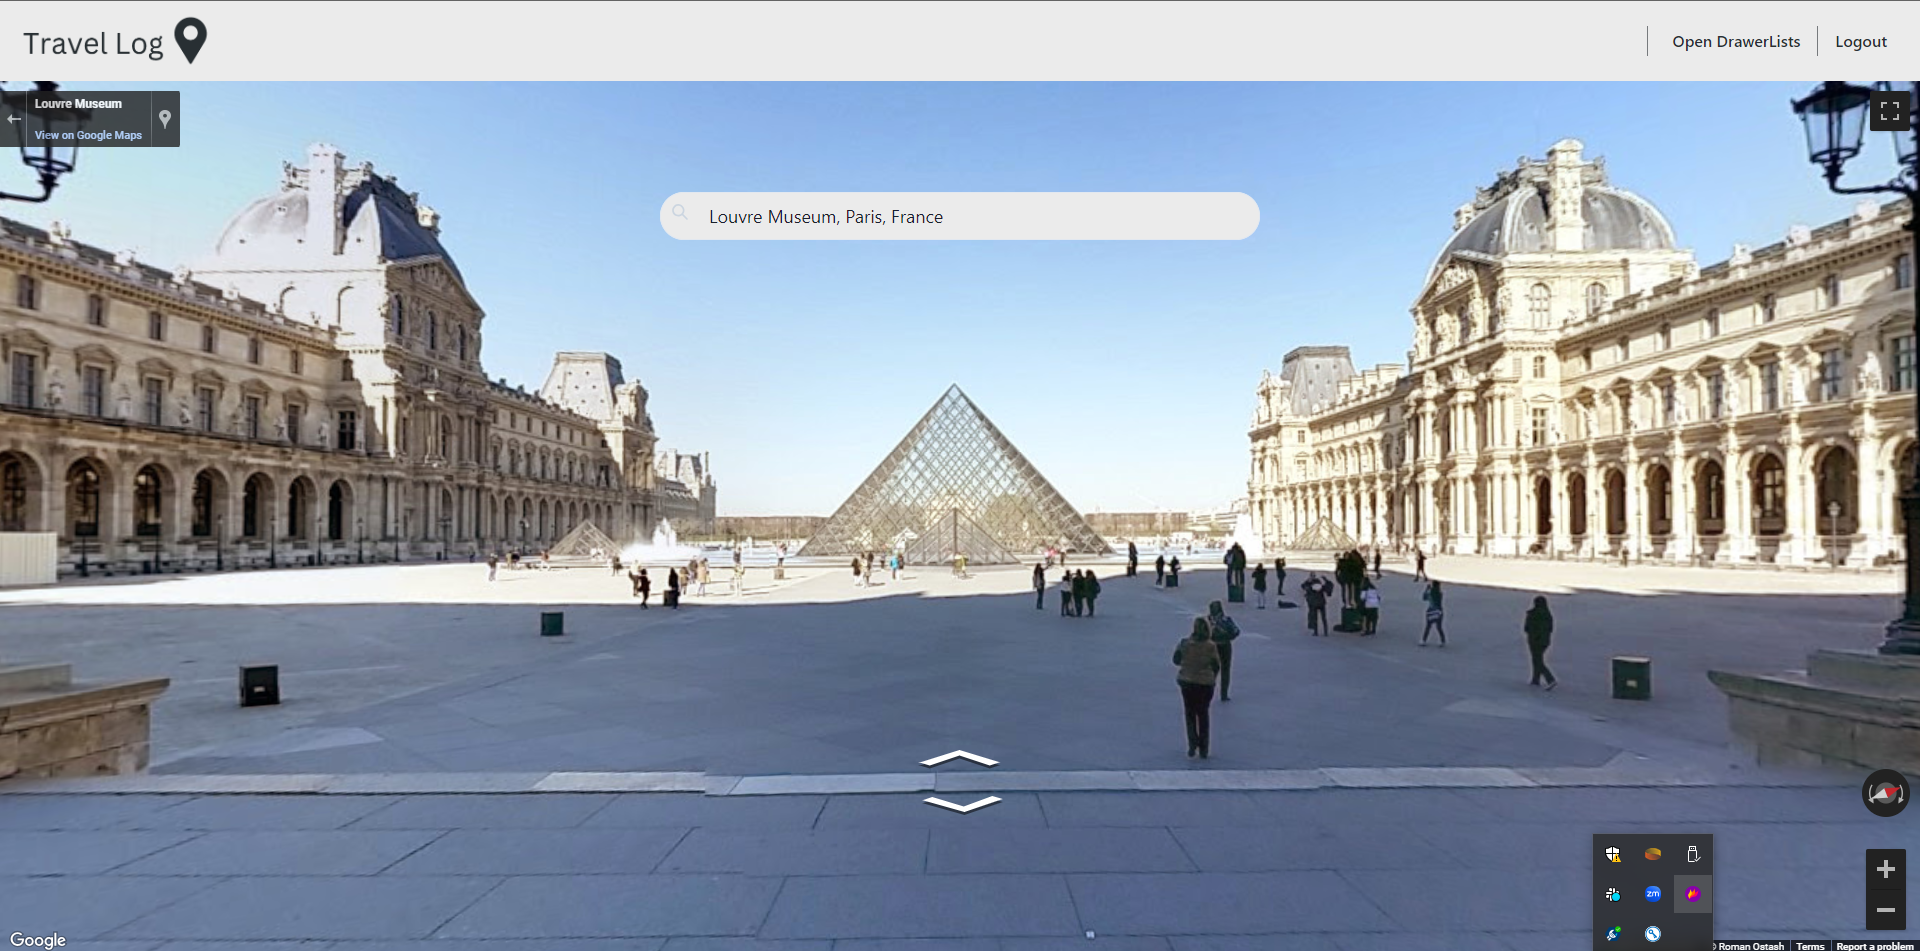 Travel Log
Open DrawerLists
Logout
Louvre Museum
View on Google Maps
Louvre Museum, Paris, France
zm
Google
© Roman Ostash
Terms
Report a problem